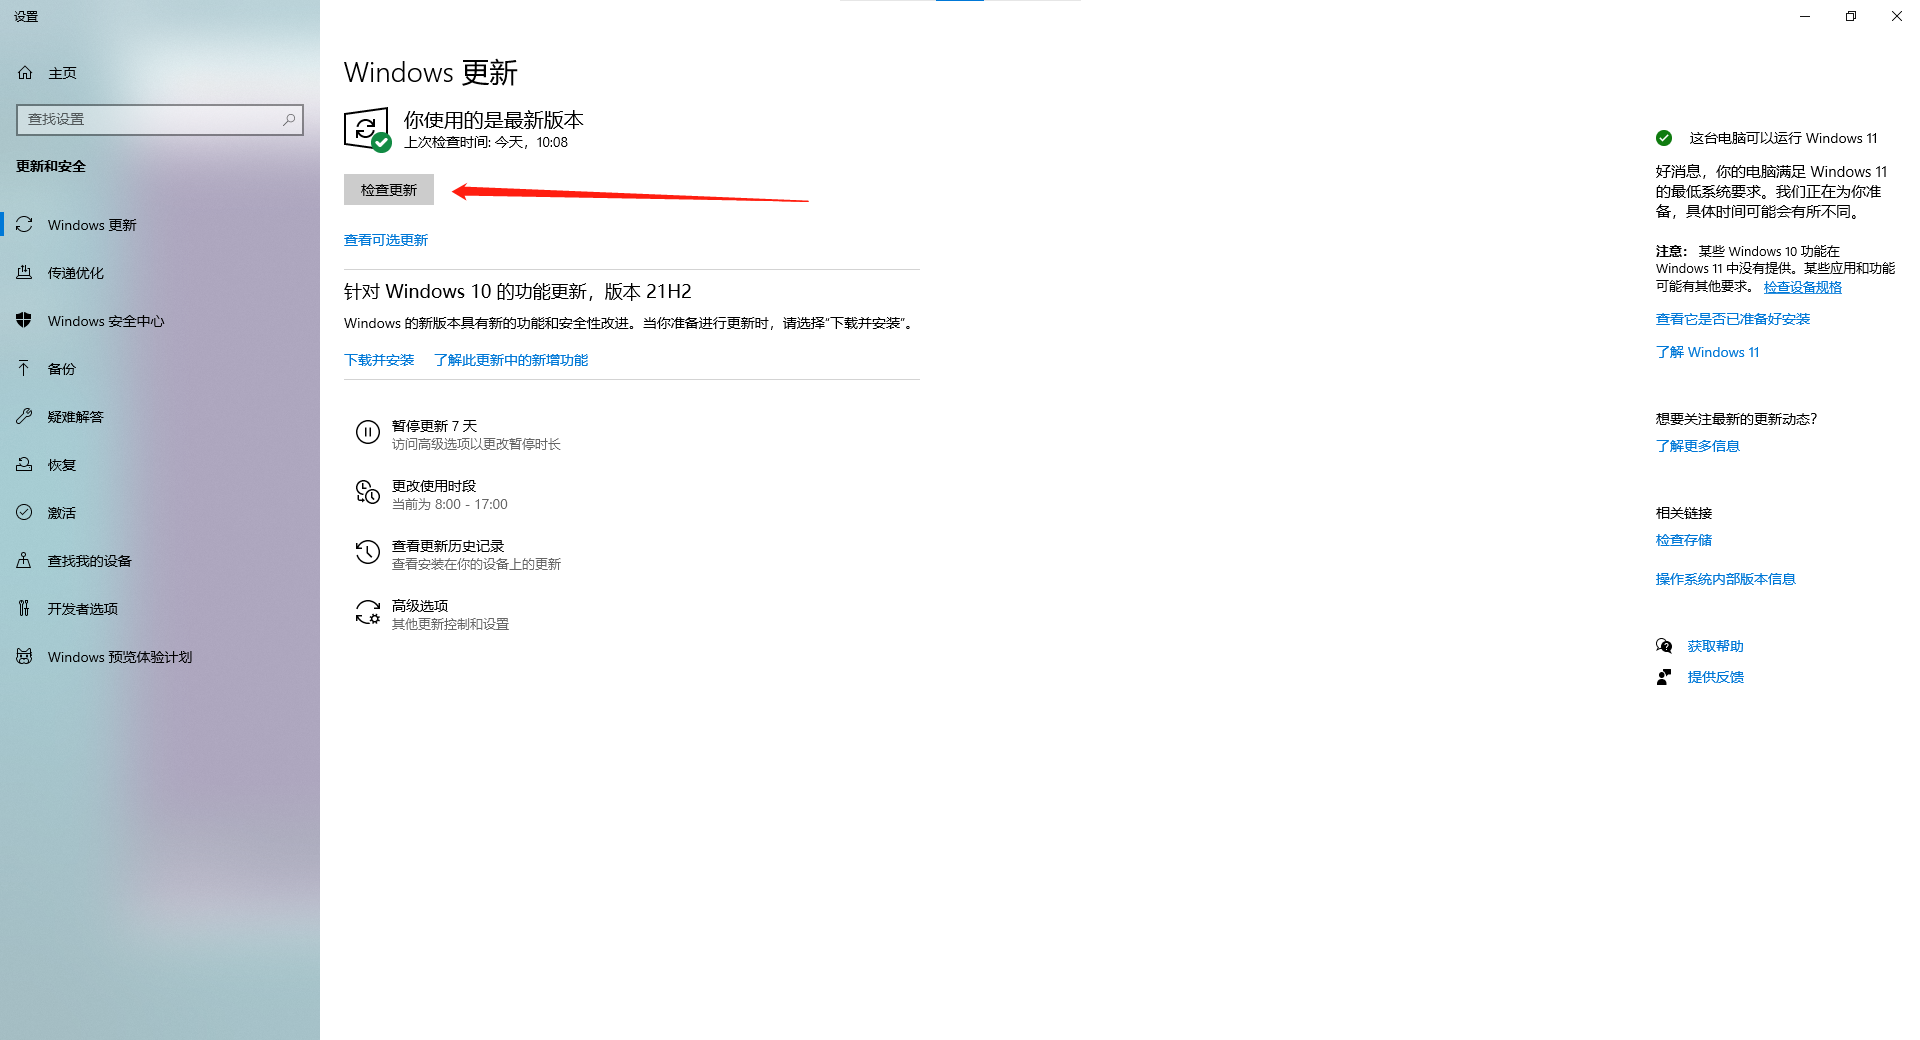 设置
主页
查找设置
更新和安全
Windows 更新
传递优化
Windows 安全中心
备份
疑难解答
恢复
激活
查找我的设备
开发者选项
Windows 预览体验计划
Windows 更新
你使用的是最新版本
上次检查时间: 今天，10:08
检查更新
查看可选更新
针对 Windows 10 的功能更新，版本 21H2
Windows 的新版本具有新的功能和安全性改进。当你准备进行更新时，请选择"下载并安装"。
下载并安装 了解此更新中的新增功能
暂停更新 7 天
访问高级选项以更改暂停时长
更改使用时段
当前为 8:00 - 17:00
查看更新历史记录
查看安装在你的设备上的更新
高级选项
其他更新控制和设置
这台电脑可以运行 Windows 11
好消息，你的电脑满足 Windows 11
的最低系统要求。我们正在为你准
备，具体时间可能会有所不同。
注意： 某些 Windows 10 功能在
Windows 11 中没有提供。某些应用和功能
可能有其他要求。 检查设备规格
查看它是否已准备好安装
了解 Windows 11
想要关注最新的更新动态?
了解更多信息
相关链接
检查存储
操作系统内部版本信息
获取帮助
提供反馈